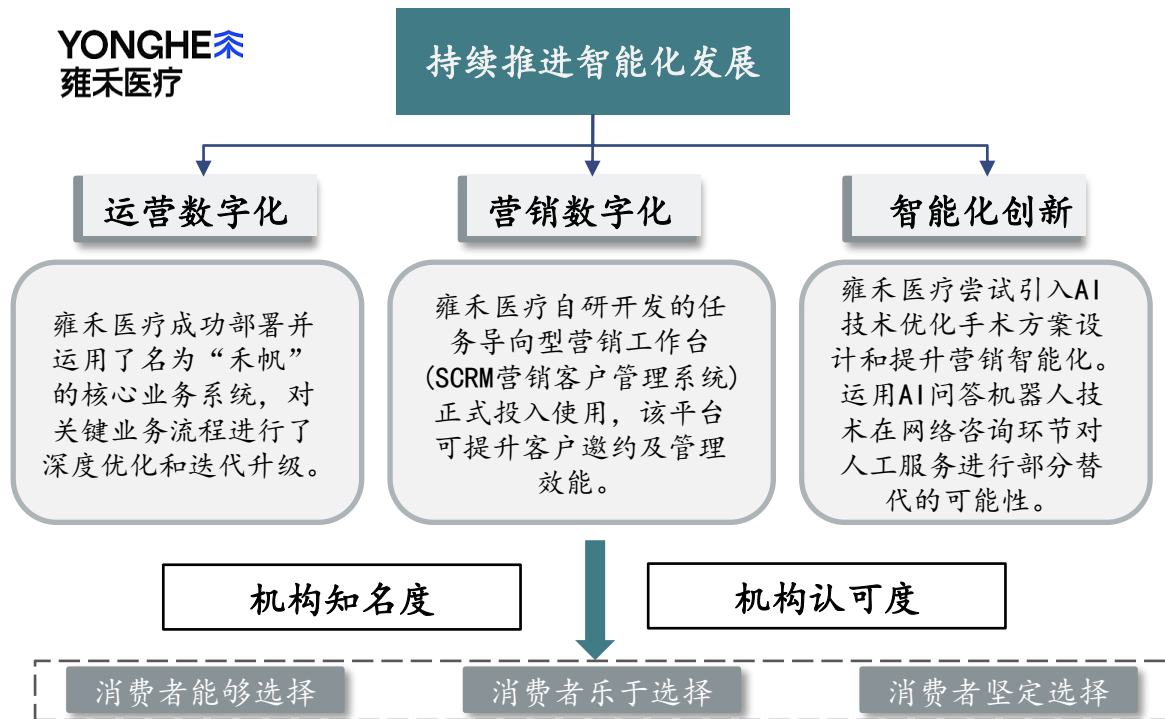 YONGHE
雍禾医疗
持续推进智能化发展
运营数字化
营销数字化
智能化创新
雍禾医疗成功部署并
运用了名为“禾帆”
的核心业务系统，对
关键业务流程进行了
深度优化和迭代升级。
雍禾医疗自研开发的任
务导向型营销工作台
(SCRM营销客户管理系统)
正式投入使用，该平台
可提升客户邀约及管理
效能。
雍禾医疗尝试引入AI
技术优化手术方案设
计和提升营销智能化。
运用AI问答机器人技
术在网络咨询环节对
人工服务进行部分替
代的可能性。
机构知名度
机构认可度
消费者能够选择
消费者乐于选择
消费者坚定选择